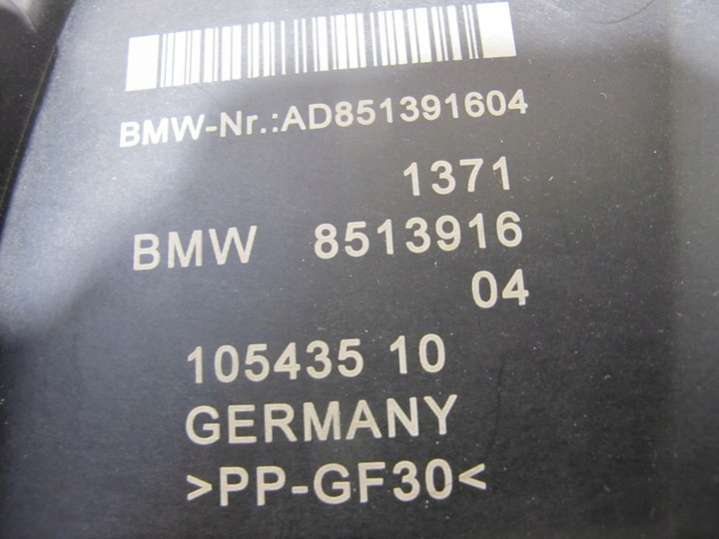 BMW-Nr.:AD851391604
1371
BMW 8513916
04
105435 10
GERMANY
>PP-GF30<